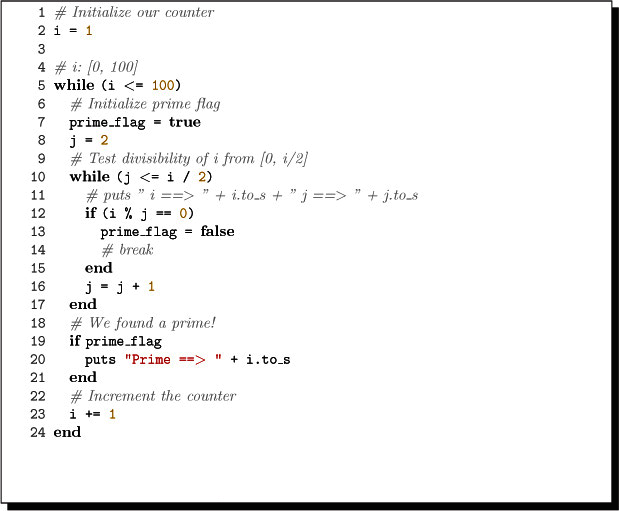 1 # Initialize our counter
2 i = 1
3
4 # i: [0, 100]
5 while (i <= 100)
6 # Initialize prime flag
7 prime_flag = true
8 j = 2
9 # Test divisibility of i from [0, i/2]
10 while (j <= i / 2)
11 # puts ” i ==> ” + i.to_s + ” j ==> ” + j.to_s
12 if (i % j == 0)
13 prime_flag = false
14 # break
15 end
16 j = j + 1
17 end
18 # We found a prime!
19 if prime_flag
20 puts "Prime ==> " + i.to_s
21 end
22 # Increment the counter
23 i += 1
24 end